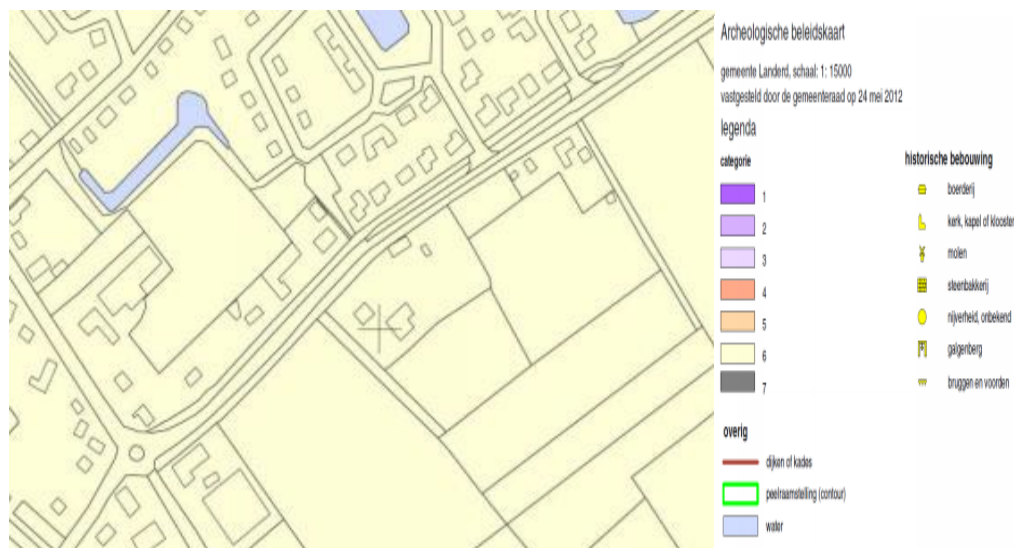 Archeologische beleidskaart
gemeente Landerd, schaal: 1: 15000
vastgesteld door de gemeenteraad op 24 mei 2012
legenda
categorie
1
2
3
4
5
6
7
historische bebouwing
boerderij
kerk, kapel of klooster
molen
steenbakkerij
nijverheid, onbekend
galgenberg
bruggen en voorden
overig
dijken of kades
peelraamstelling (contour)
water